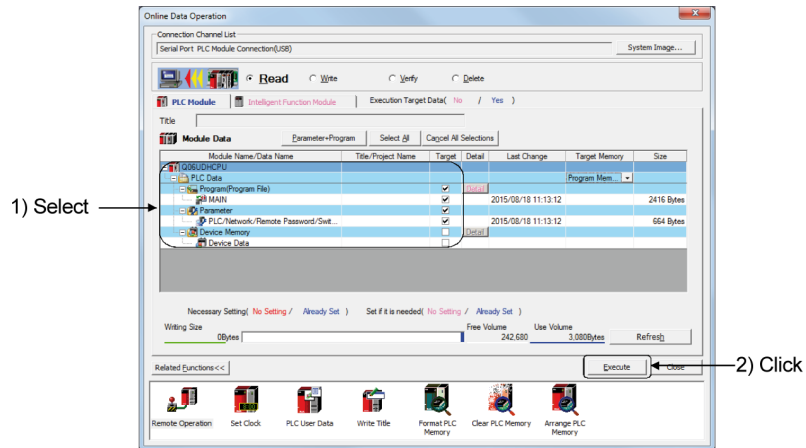 Online Data Operation
Connection Channel List
Serial Port PLC Module Connection(USB)
System Image...
Read
Write
Verify
Delete
PLC Module
Intelligent Function Module
Execution Target Data( No / Yes )
Title
Module Data
Parameter+Program
Select All
Cancel All Selections
Module Name/Data Name Title/Project Name Target Detail Last Change Target Memory Size
Q06UDHCPU
PLC Data Program Mem...
Program(Program File) Detail
MAIN 2015/08/18 11:13:12 2416 Bytes
Parameter
PLC/Network/Remote Password/Swit... 2015/08/18 11:13:12 664 Bytes
Device Memory Detail
Device Data
1) Select
Necessary Setting( No Setting / Already Set ) Set if it is needed( No Setting / Already Set )
Writing Size Free Volume Use Volume
0Bytes 242,680 3,080Bytes Refresh
Related Functions<< Execute Close
2) Click
Remote Operation
Set Clock
PLC User Data
Write Title
Format PLC
Memory
Clear PLC Memory
Arrange PLC
Memory